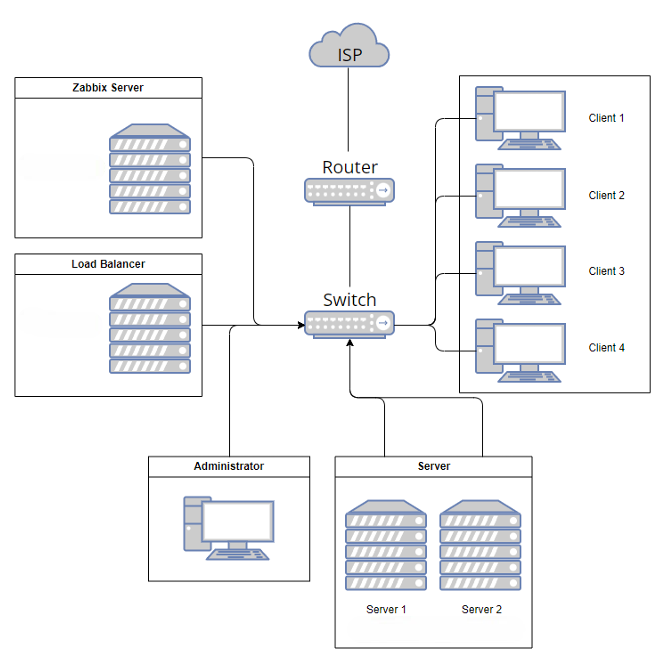 ISP
Zabbix Server
Router
Client 1
Client 2
Load Balancer
Switch
Client 3
Client 4
Administrator
Server
Server 1
Server 2